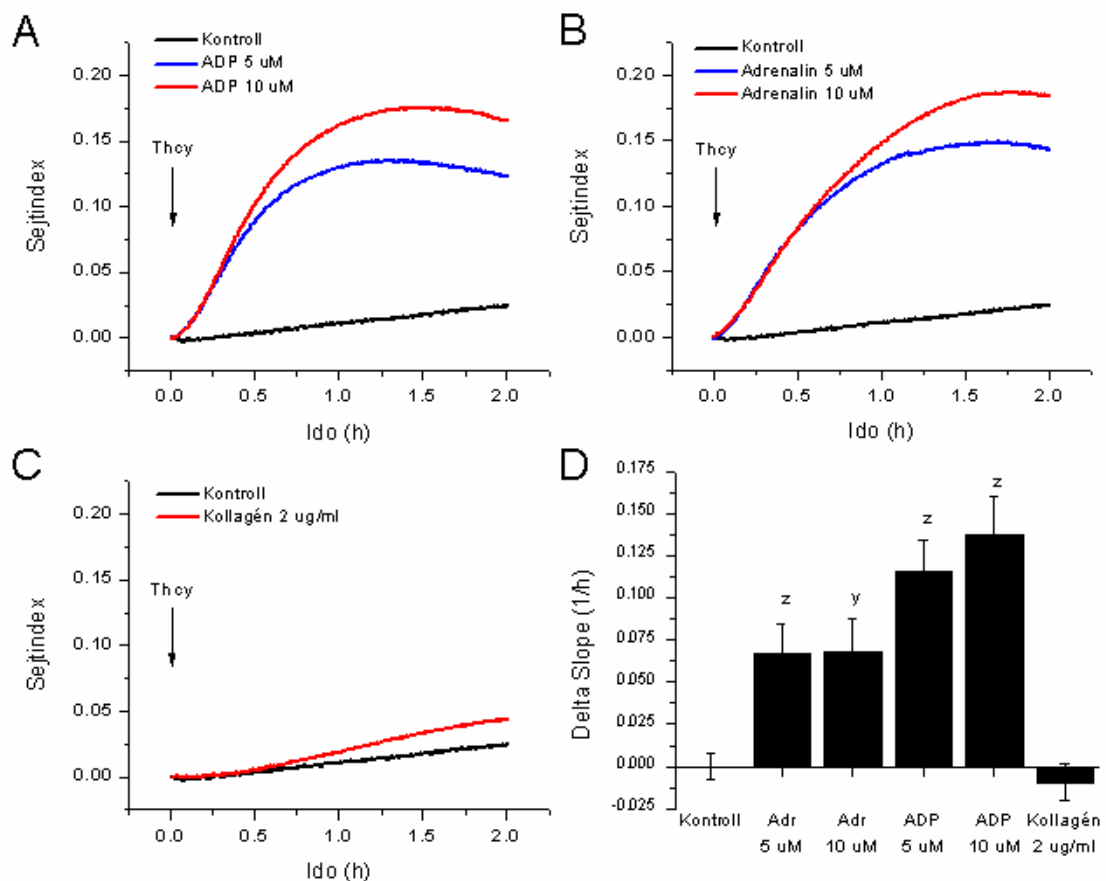 A
Kontroll
ADP 5 uM
ADP 10 uM
Thcy
Sejtindex
0.20
0.15
0.10
0.05
0.00
0.0 0.5 1.0 1.5 2.0
Ido (h)
B
Kontroll
Adrenalin 5 uM
Adrenalin 10 uM
Thcy
Sejtindex
0.20
0.15
0.10
0.05
0.00
0.0 0.5 1.0 1.5 2.0
Ido (h)
C
Kontroll
Kollagén 2 ug/ml
Thcy
Sejtindex
0.20
0.15
0.10
0.05
0.00
0.0 0.5 1.0 1.5 2.0
Ido (h)
D
Delta Slope (1/h)
0.175
0.150
0.125
0.100
0.075
0.050
0.025
0.000
-0.025
z y z z
Kontroll Adr Adr ADP ADP Kollagén
5 uM 10 uM 5 uM 10 uM 2 ug/ml